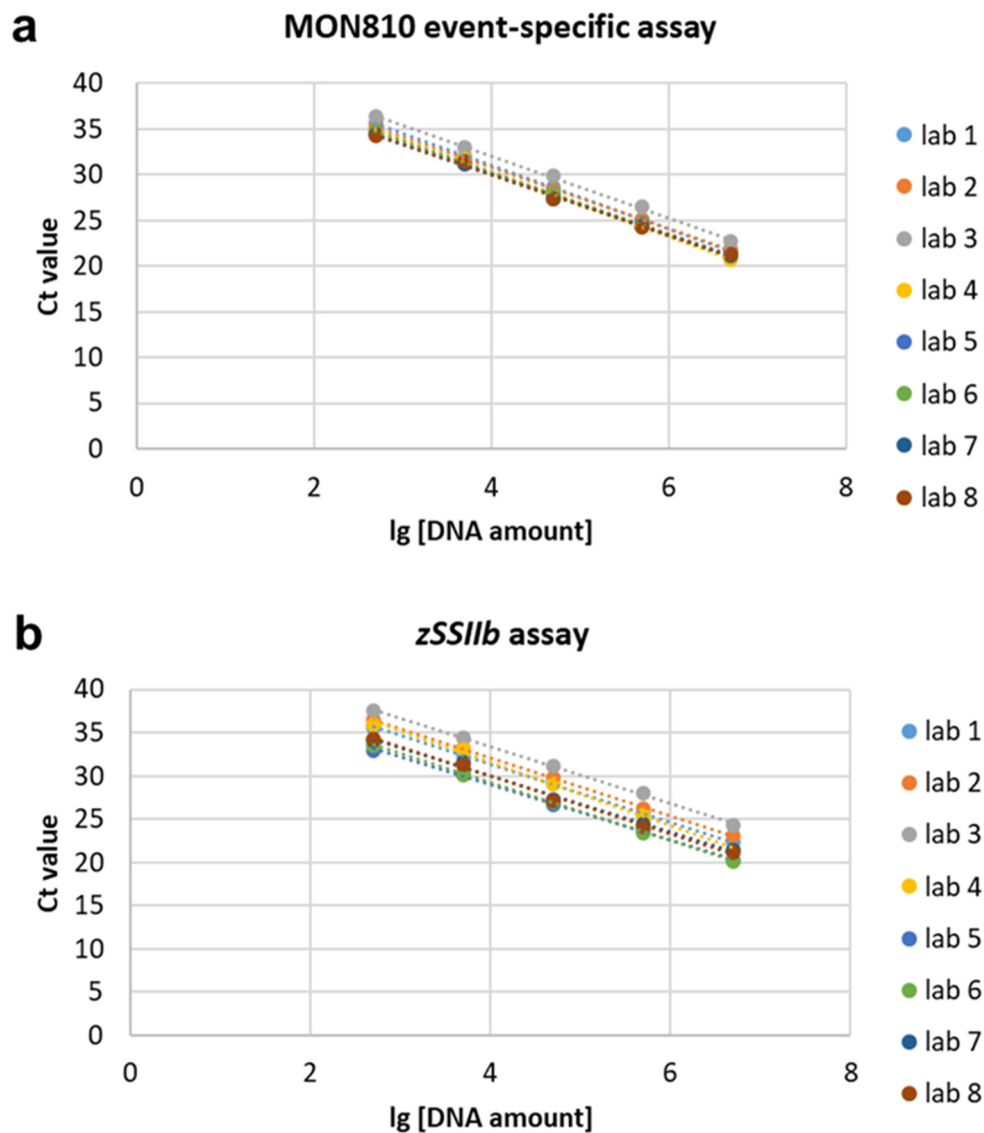 a
MON810 event-specific assay
40
35
30
25
20
15
10
5
0
Ct value
0 2 4 6 8
lg [DNA amount]
lab 1
lab 2
lab 3
lab 4
lab 5
lab 6
lab 7
lab 8
b
zSSIIb assay
40
35
30
25
20
15
10
5
0
Ct value
0 2 4 6 8
lg [DNA amount]
lab 1
lab 2
lab 3
lab 4
lab 5
lab 6
lab 7
lab 8